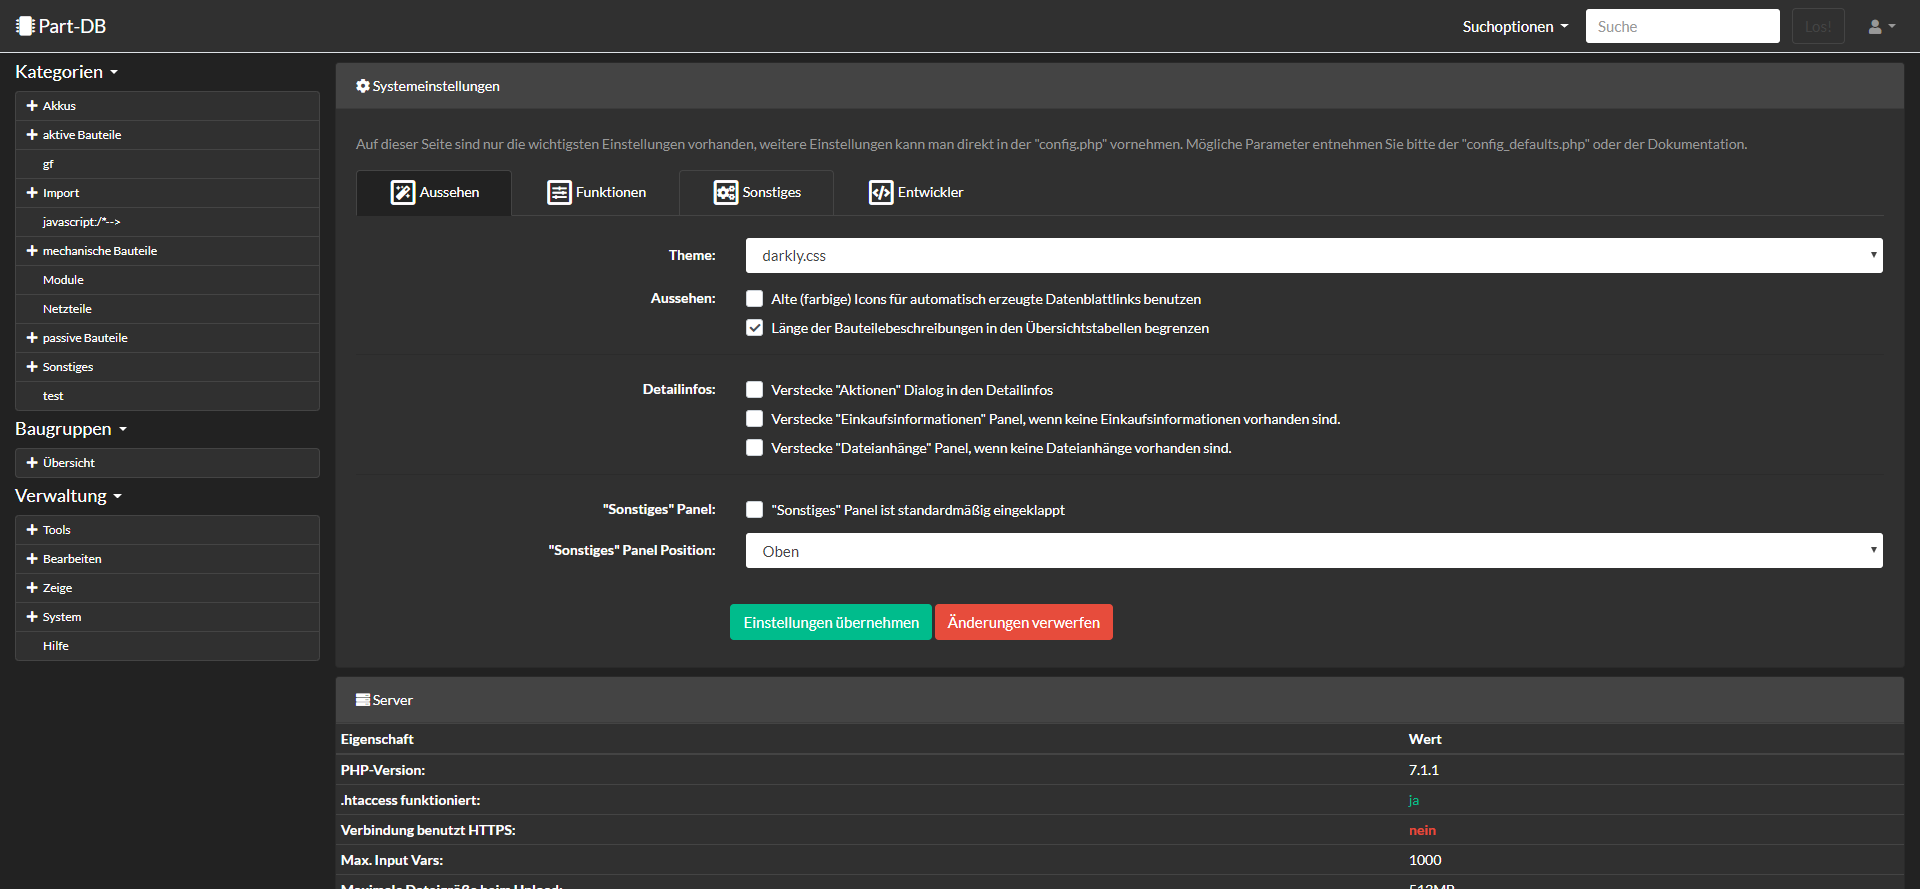 Part-DB
Suchoptionen
Suche
Los!
Kategorien
Akkus
aktive Bauteile
gf
Import
javascript:/*-->
mechanische Bauteile
Module
Netzteile
passive Bauteile
Sonstiges
test
Baugruppen
Übersicht
Verwaltung
Tools
Bearbeiten
Zeige
System
Hilfe
Systemeinstellungen
Auf dieser Seite sind nur die wichtigsten Einstellungen vorhanden, weitere Einstellungen kann man direkt in der "config.php" vornehmen. Mögliche Parameter entnehmen Sie bitte der "config_defaults.php" oder der Dokumentation.
Aussehen Funktionen Sonstiges Entwickler
Theme: darkly.css
Aussehen: Alte (farbige) Icons für automatisch erzeugte Datenblattlinks benutzen
Länge der Bauteilebeschreibungen in den Übersichtstabellen begrenzen
Detailinfos: Verstecke "Aktionen" Dialog in den Detailinfos
Verstecke "Einkaufsinformationen" Panel, wenn keine Einkaufsinformationen vorhanden sind.
Verstecke "Dateianhänge" Panel, wenn keine Dateianhänge vorhanden sind.
"Sonstiges" Panel: "Sonstiges" Panel ist standardmäßig eingeklappt
"Sonstiges" Panel Position: Oben
Einstellungen übernehmen Änderungen verwerfen
Server
Eigenschaft Wert
PHP-Version: 7.1.1
.htaccess funktioniert: ja
Verbindung benutzt HTTPS: nein
Max. Input Vars: 1000
Maximale Dateigröße beim Upload: 512MB